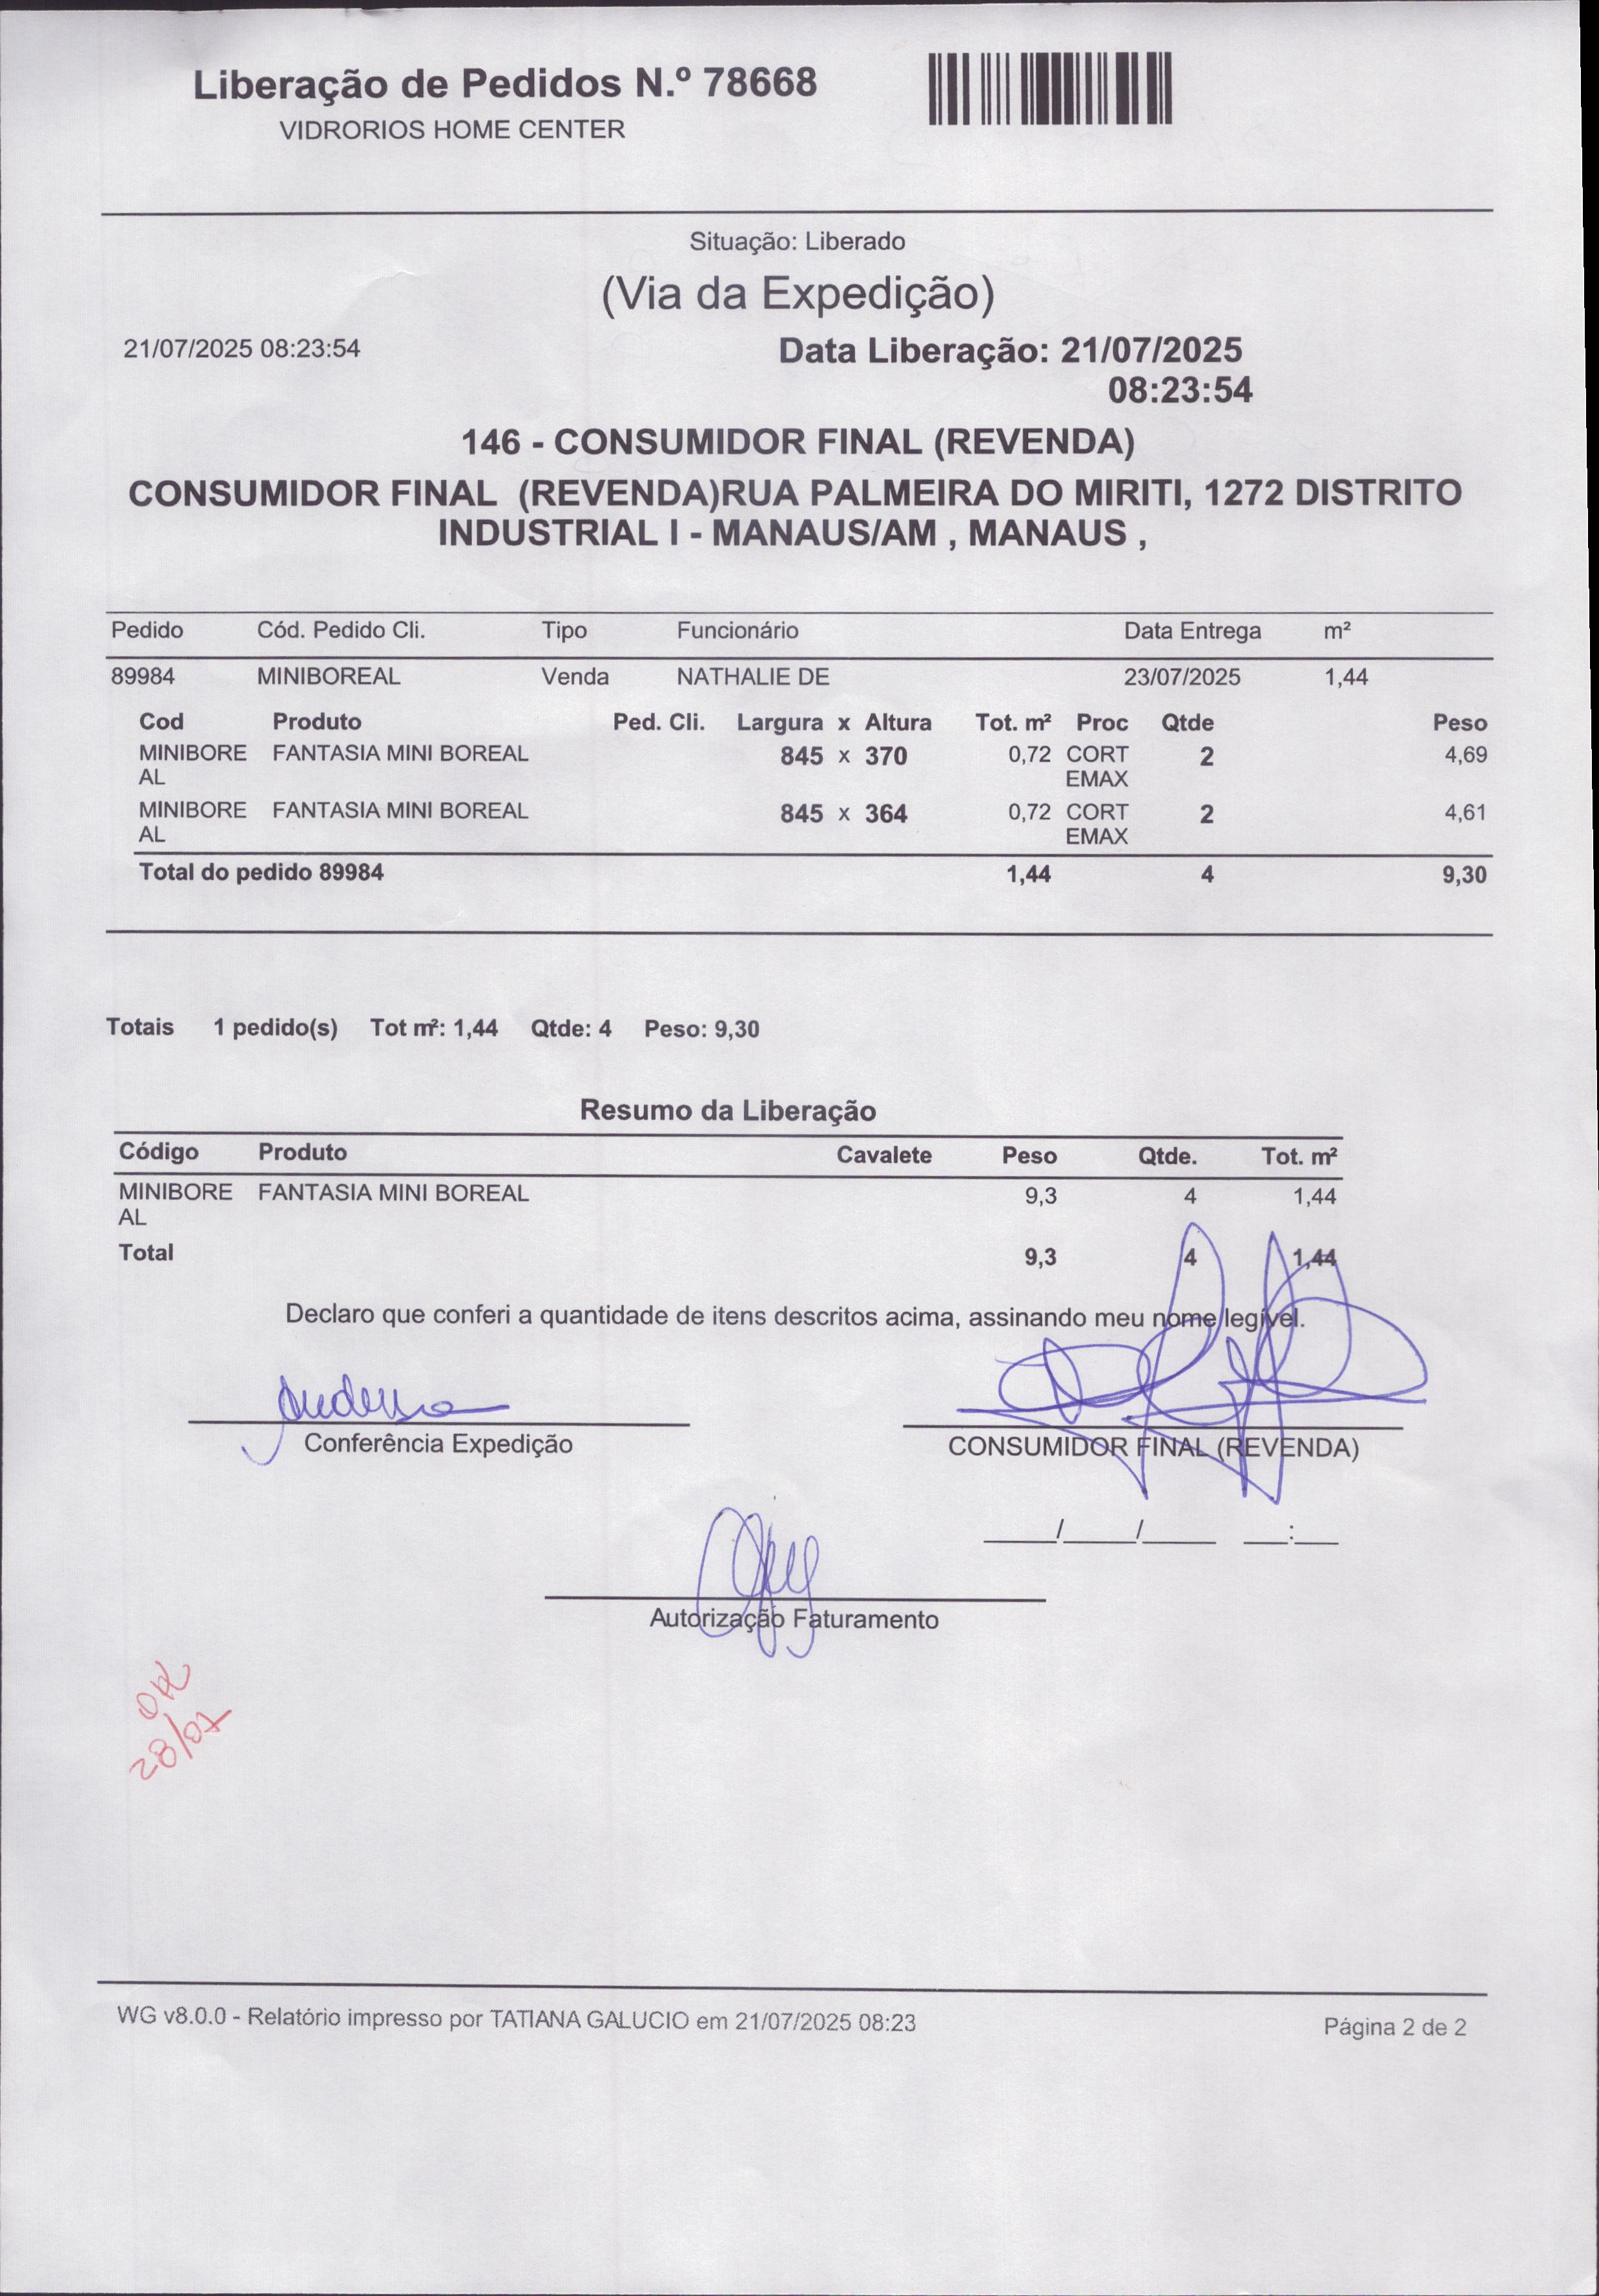 Liberação de Pedidos N.º 78668
VIDRORIOS HOME CENTER
Situação: Liberado
(Via da Expedição)
21/07/2025 08:23:54 Data Liberação: 21/07/2025
08:23:54
146 - CONSUMIDOR FINAL (REVENDA)
CONSUMIDOR FINAL (REVENDA)RUA PALMEIRA DO MIRITI, 1272 DISTRITO
INDUSTRIAL I - MANAUS/AM , MANAUS ,
Pedido Cód. Pedido Cli. Tipo Funcionário Data Entrega m²
89984 MINIBOREAL Venda NATHALIE DE 23/07/2025 1,44
Cod Produto Ped. Cli. Largura x Altura Tot. m² Proc Qtde Peso
MINIBORE FANTASIA MINI BOREAL 845 x 370 0,72 CORT 2 4,69
AL EMAX
MINIBORE FANTASIA MINI BOREAL 845 x 364 0,72 CORT 2 4,61
AL EMAX
Total do pedido 89984 1,44 4 9,30
Totais 1 pedido(s) Tot m²: 1,44 Qtde: 4 Peso: 9,30
Resumo da Liberação
Código Produto Cavalete Peso Qtde. Tot. m²
MINIBORE FANTASIA MINI BOREAL 9,3 4 1,44
AL
Total 9,3 4 1,44
Declaro que conferi a quantidade de itens descritos acima, assinando meu nome legível.
Conferência Expedição CONSUMIDOR FINAL (REVENDA)
____/____/____ __:__
Autorização Faturamento
OK
28/07
WG v8.0.0 - Relatório impresso por TATIANA GALUCIO em 21/07/2025 08:23 Página 2 de 2